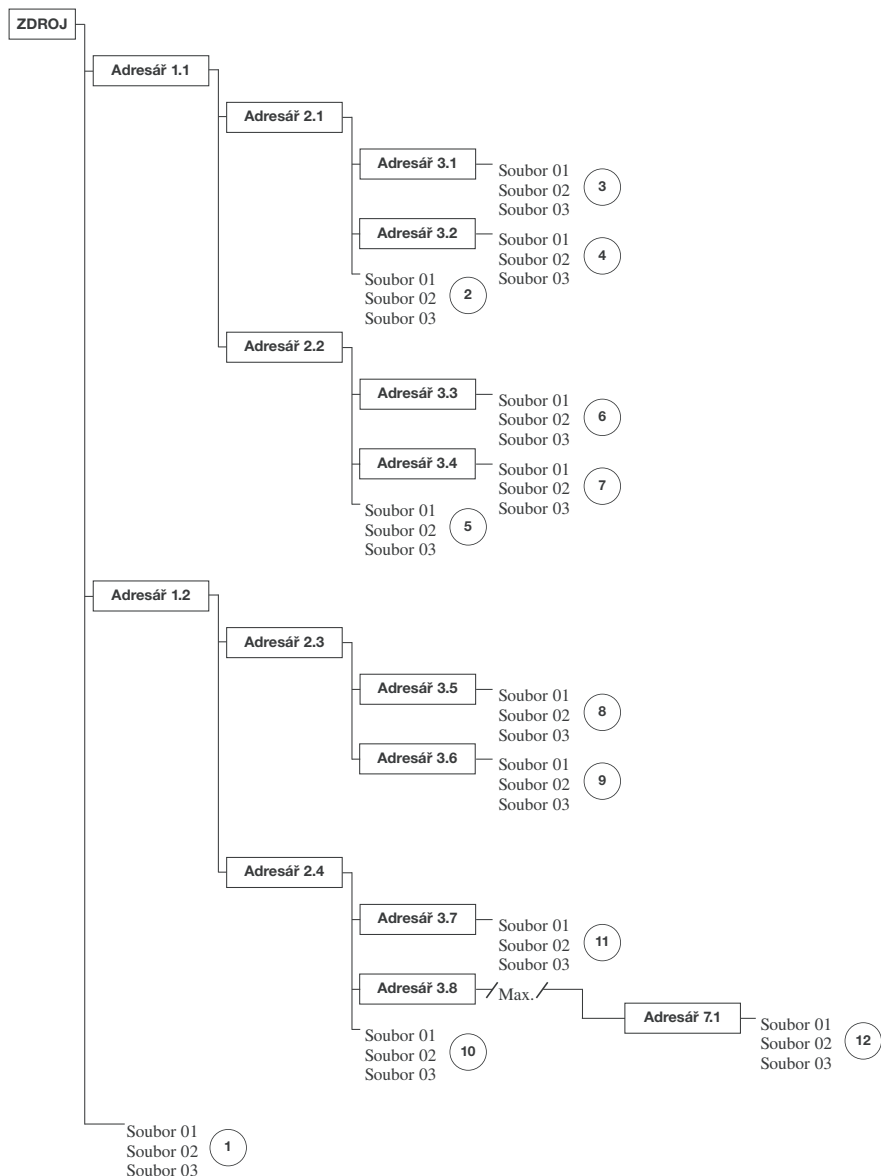 ZDROJ
Adresář 1.1
Adresář 2.1
Adresář 3.1
Soubor 01
Soubor 02
Soubor 03
3
Adresář 3.2
Soubor 01
Soubor 02
Soubor 03
4
Soubor 01
Soubor 02
Soubor 03
2
Adresář 2.2
Adresář 3.3
Soubor 01
Soubor 02
Soubor 03
6
Adresář 3.4
Soubor 01
Soubor 02
Soubor 03
7
Soubor 01
Soubor 02
Soubor 03
5
Adresář 1.2
Adresář 2.3
Adresář 3.5
Soubor 01
Soubor 02
Soubor 03
8
Adresář 3.6
Soubor 01
Soubor 02
Soubor 03
9
Adresář 2.4
Adresář 3.7
Soubor 01
Soubor 02
Soubor 03
11
Adresář 3.8
Max.
Adresář 7.1
Soubor 01
Soubor 02
Soubor 03
12
Soubor 01
Soubor 02
Soubor 03
10
Soubor 01
Soubor 02
Soubor 03
1